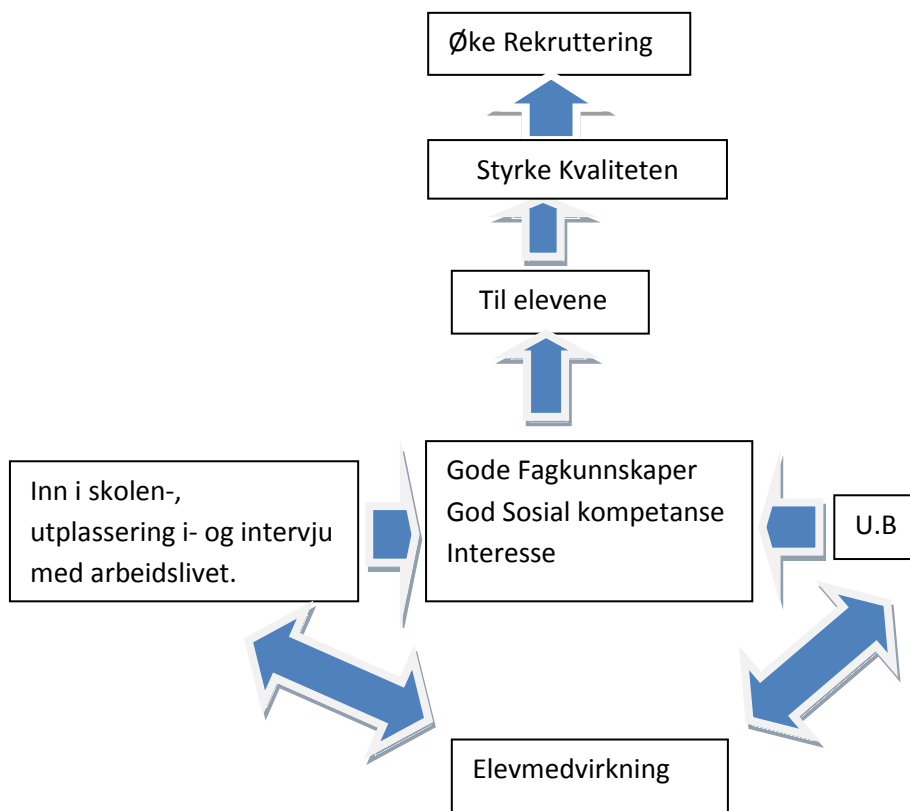 Øke Rekruttering
Styrke Kvaliteten
Til elevene
Gode Fagkunnskaper
God Sosial kompetanse
Interesse
Inn i skolen-,
utplassering i- og intervju
med arbeidslivet.
U.B
Elevmedvirkning